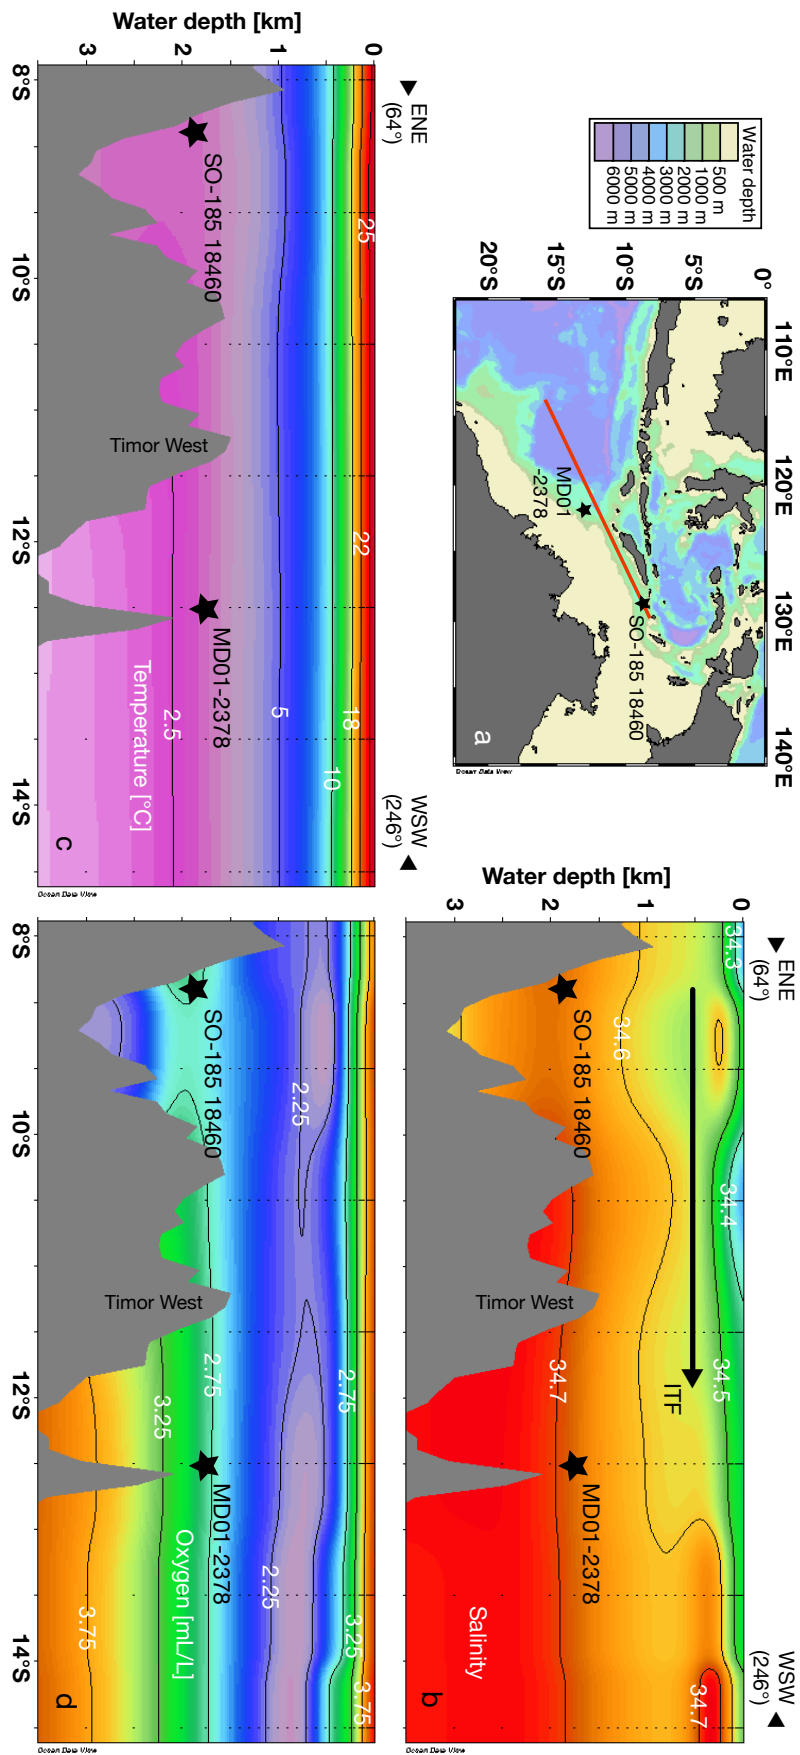 Water depth
500 m
1000 m
2000 m
3000 m
4000 m
5000 m
6000 m
0°
5°S
10°S
15°S
20°S
110°E
120°E
130°E
140°E
MD01
-2378
SO-185 18460
a
Ocean Data View
ENE
(64°)
WSW
(246°)
Water depth [km]
0
1
2
3
34.3
34.4
34.5
34.6
34.7
34.7
ITF
SO-185 18460
MD01-2378
Timor West
Salinity
b
Ocean Data View
ENE
(64°)
WSW
(246°)
Water depth [km]
0
1
2
3
25
22
18
10
5
2.5
SO-185 18460
MD01-2378
Timor West
Temperature [°C]
c
8°S
10°S
12°S
14°S
Ocean Data View
2.25
2.75
3.25
3.75
2.75
2.25
3.25
3.75
SO-185 18460
MD01-2378
Timor West
Oxygen [mL/L]
d
8°S
10°S
12°S
14°S
Ocean Data View